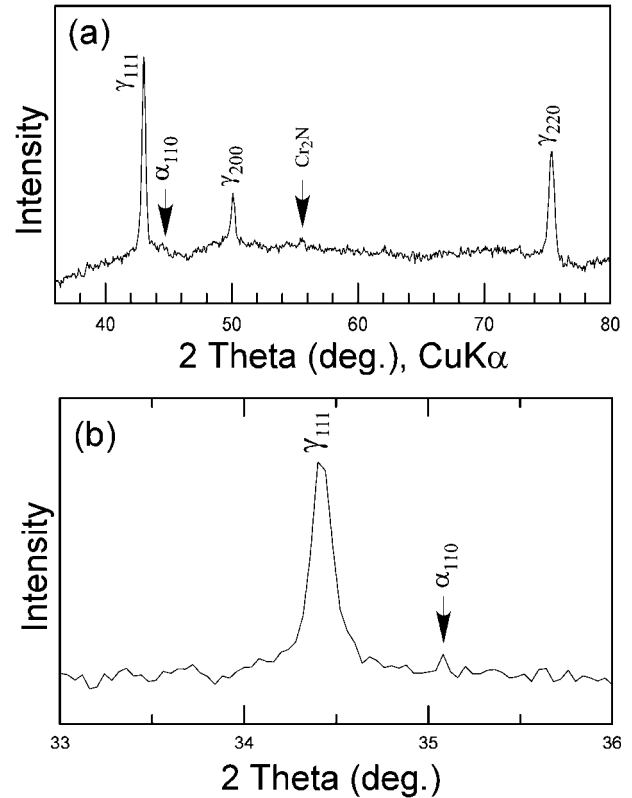 (a)
Intensity
γ111
α110
γ200
Cr2N
γ220
40 50 60 70 80
2 Theta (deg.), CuKα
(b)
Intensity
γ111
α110
33 34 35 36
2 Theta (deg.)